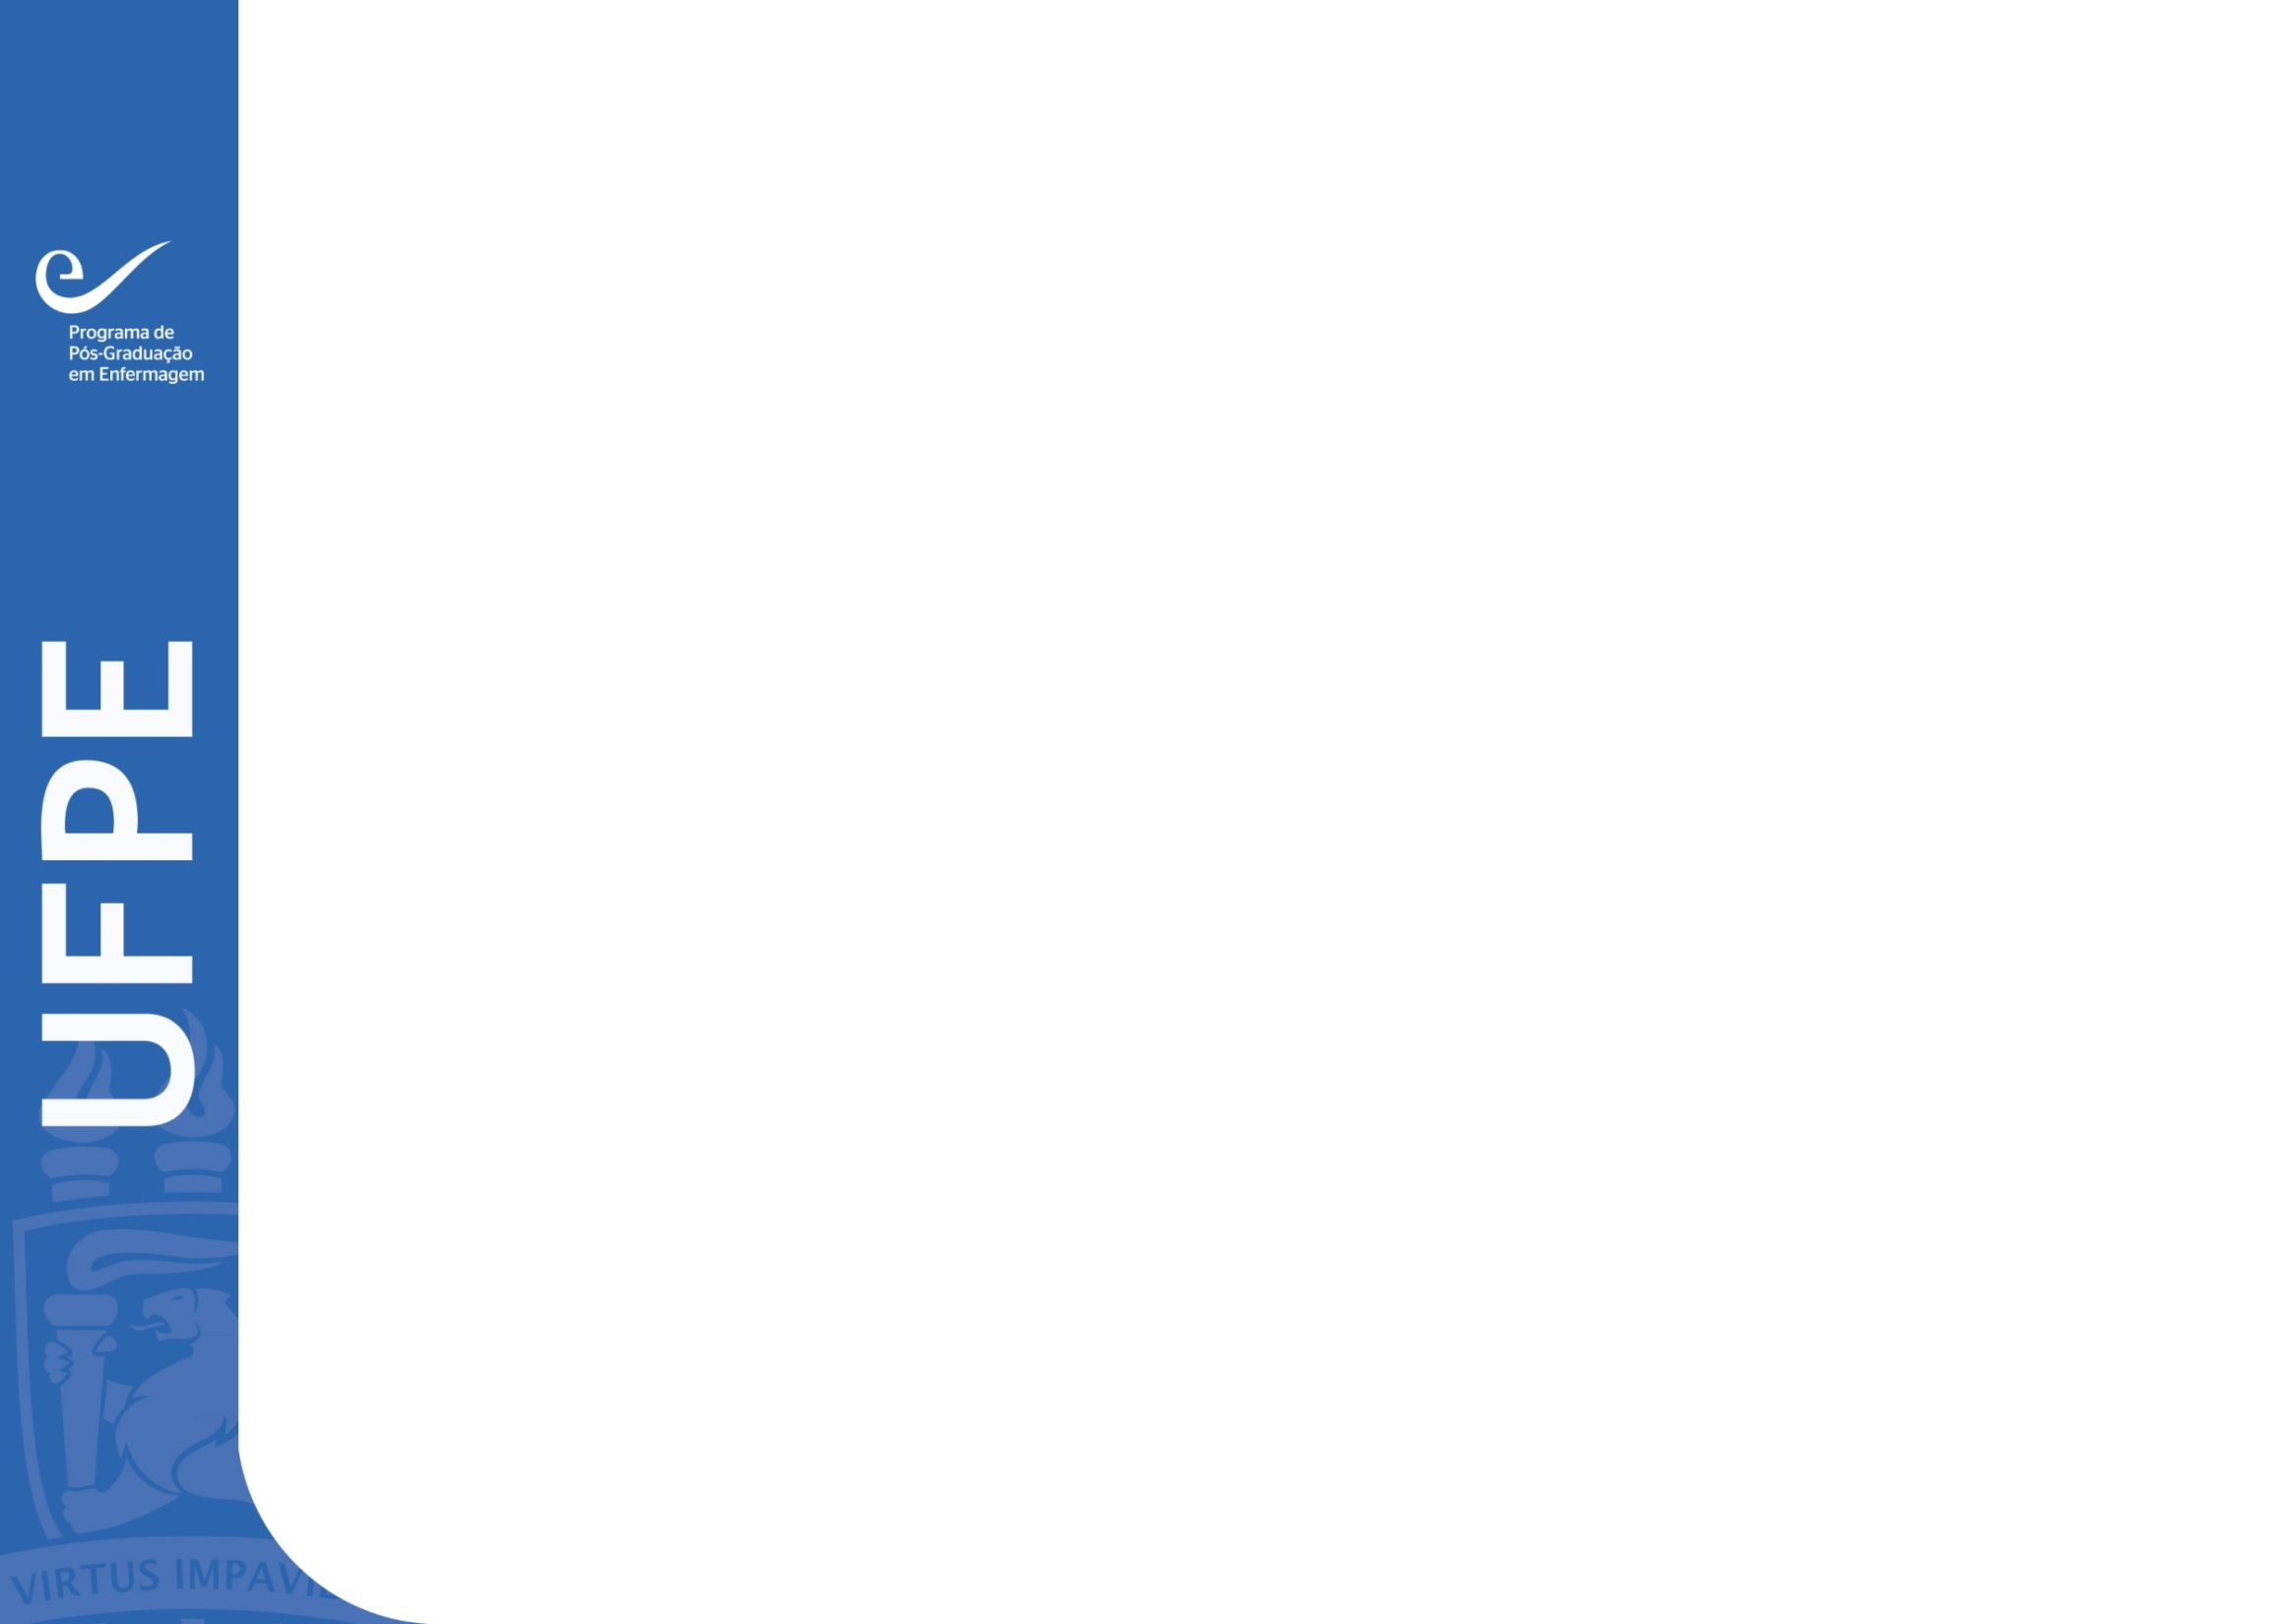 Programa de
Pós-Graduação
em Enfermagem
UFPE
VIRTUS IMPAVI